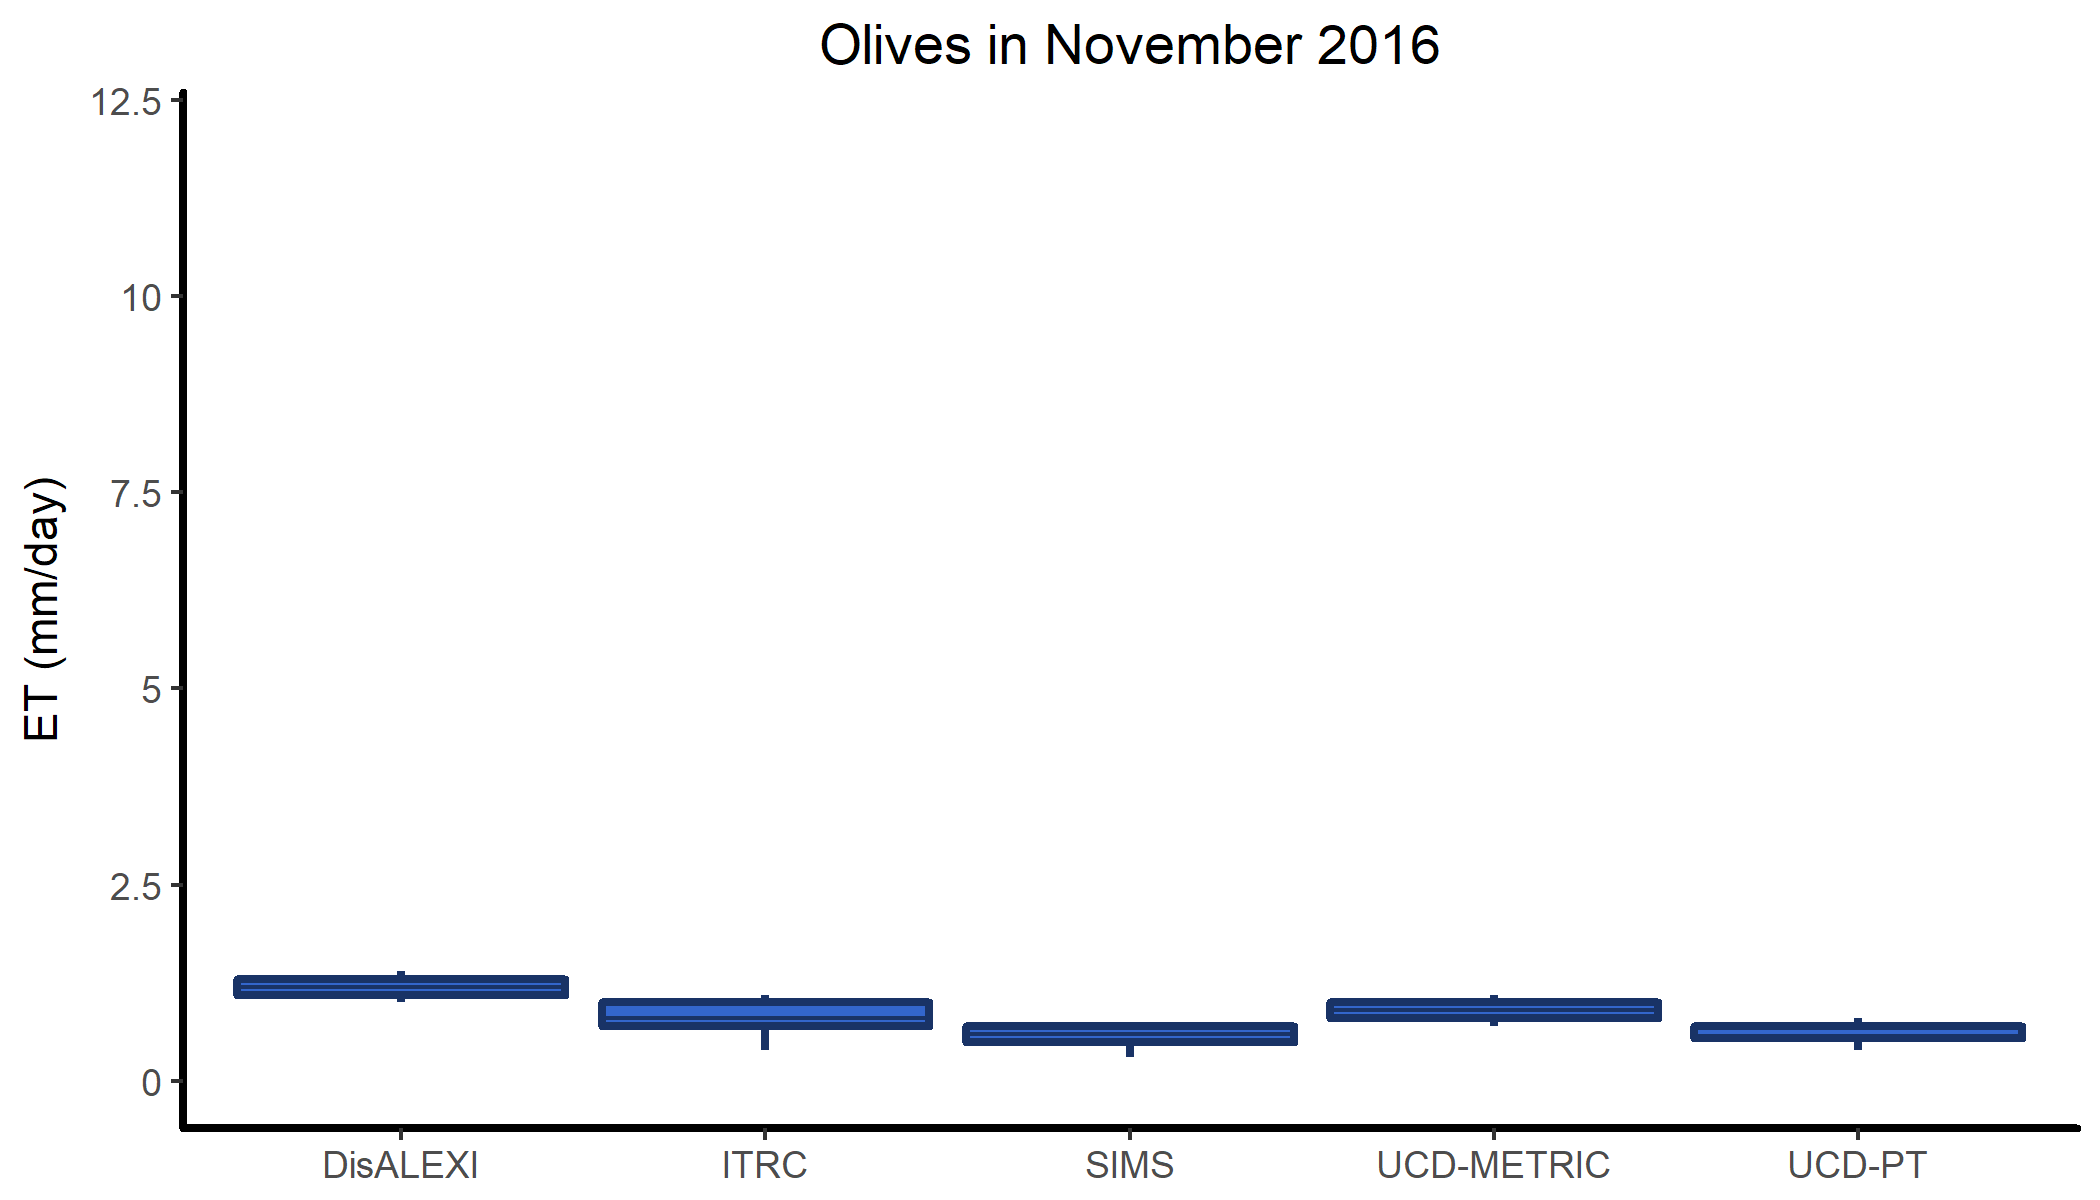 Olives in November 2016
12.5
10
7.5
5
2.5
0
ET (mm/day)
DisALEXI ITRC SIMS UCD-METRIC UCD-PT